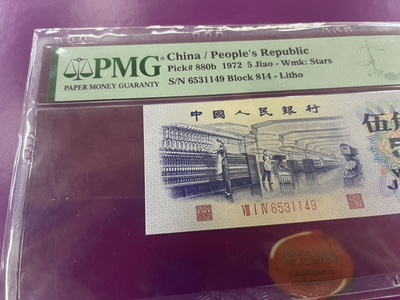 PMG
PAPER MONEY GUARANTY
China / People's Republic
Pick# 880b 1972 5 Jiao - Wmk: Stars
S/N 6531149 Block 814 - Litho
中国人民银行
伍角
5
J
VIII I IV 6531149